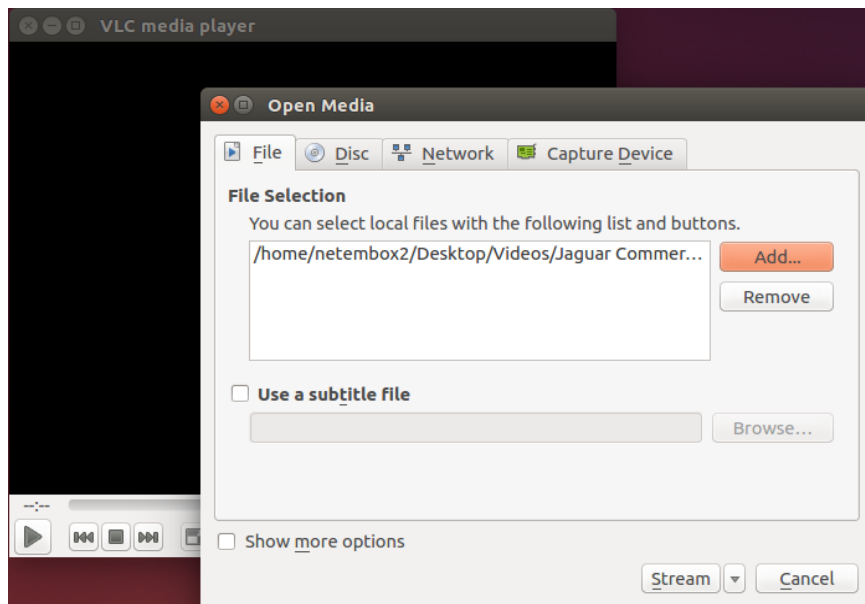 VLC media player
Open Media
File Disc Network Capture Device
File Selection
You can select local files with the following list and buttons.
/home/netembox2/Desktop/Videos/Jaguar Commer...
Add...
Remove
Use a subtitle file
Browse...
--:--
Show more options
Stream Cancel